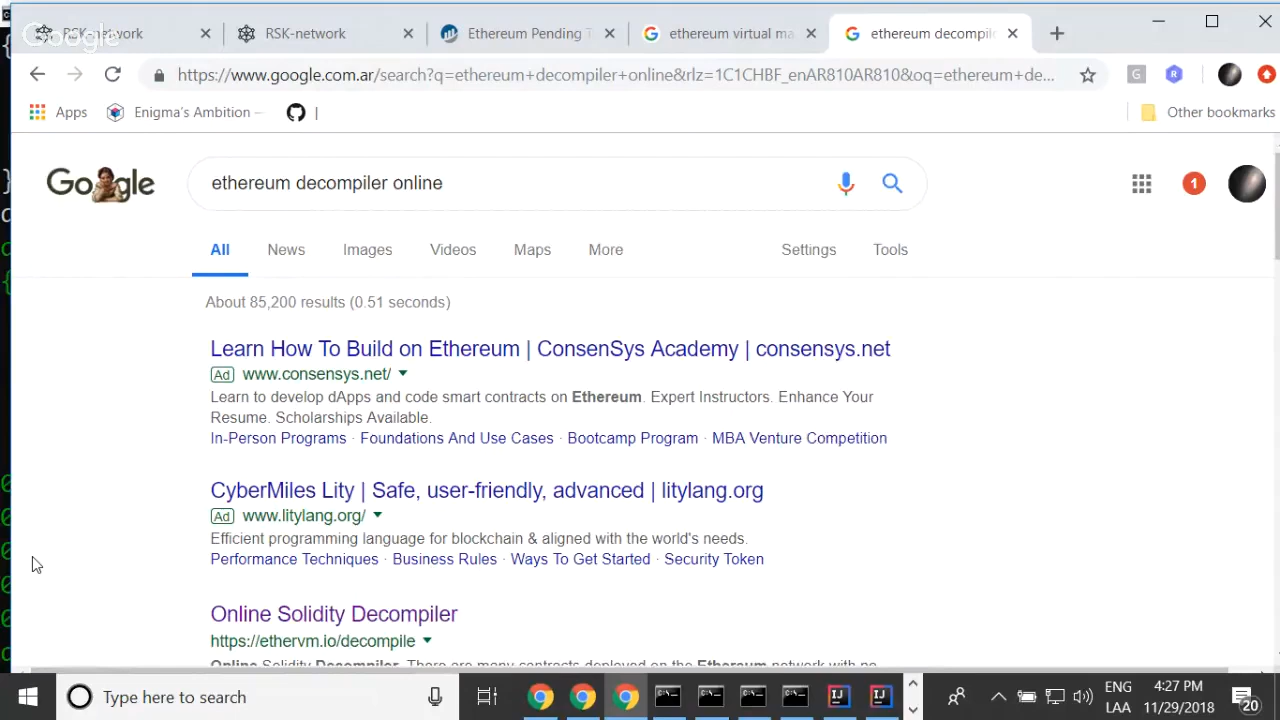 RSK-network
RSK-network
Ethereum Pending T
ethereum virtual ma
ethereum decompile
Google
https://www.google.com.ar/search?q=ethereum+decompiler+online&rlz=1C1CHBF_enAR810AR810&oq=ethereum+de...
Apps
Enigma's Ambition —
Other bookmarks
Google
ethereum decompiler online
1
All
News
Images
Videos
Maps
More
Settings
Tools
About 85,200 results (0.51 seconds)
Learn How To Build on Ethereum | ConsenSys Academy | consensys.net
Ad www.consensys.net/
Learn to develop dApps and code smart contracts on Ethereum. Expert Instructors. Enhance Your
Resume. Scholarships Available.
In-Person Programs · Foundations And Use Cases · Bootcamp Program · MBA Venture Competition
CyberMiles Lity | Safe, user-friendly, advanced | litylang.org
Ad www.litylang.org/
Efficient programming language for blockchain & aligned with the world's needs.
Performance Techniques · Business Rules · Ways To Get Started · Security Token
Online Solidity Decompiler
https://ethervm.io/decompile
Online Solidity Decompiler. There are many contracts deployed on the Ethereum network with no
Type here to search
ENG
LAA
4:27 PM
11/29/2018
20